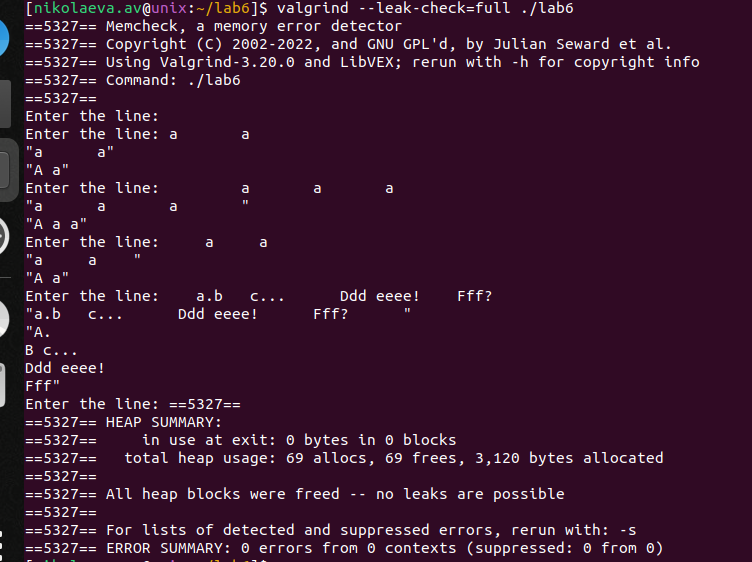 [nikolaeva.av@unix:~/lab6]$ valgrind --leak-check=full ./lab6
==5327== Memcheck, a memory error detector
==5327== Copyright (C) 2002-2022, and GNU GPL'd, by Julian Seward et al.
==5327== Using Valgrind-3.20.0 and LibVEX; rerun with -h for copyright info
==5327== Command: ./lab6
==5327==
Enter the line:
Enter the line: a       a
"a      a"
"A a"
Enter the line:         a       a       a
"a      a       a       "
"A a a"
Enter the line:     a     a
"a     a    "
"A a"
Enter the line:    a.b   c...      Ddd eeee!    Fff?
"a.b   c...      Ddd eeee!      Fff?      "
"A.
B c...
Ddd eeee!
Fff"
Enter the line: ==5327==
==5327== HEAP SUMMARY:
==5327==     in use at exit: 0 bytes in 0 blocks
==5327==   total heap usage: 69 allocs, 69 frees, 3,120 bytes allocated
==5327==
==5327== All heap blocks were freed -- no leaks are possible
==5327==
==5327== For lists of detected and suppressed errors, rerun with: -s
==5327== ERROR SUMMARY: 0 errors from 0 contexts (suppressed: 0 from 0)